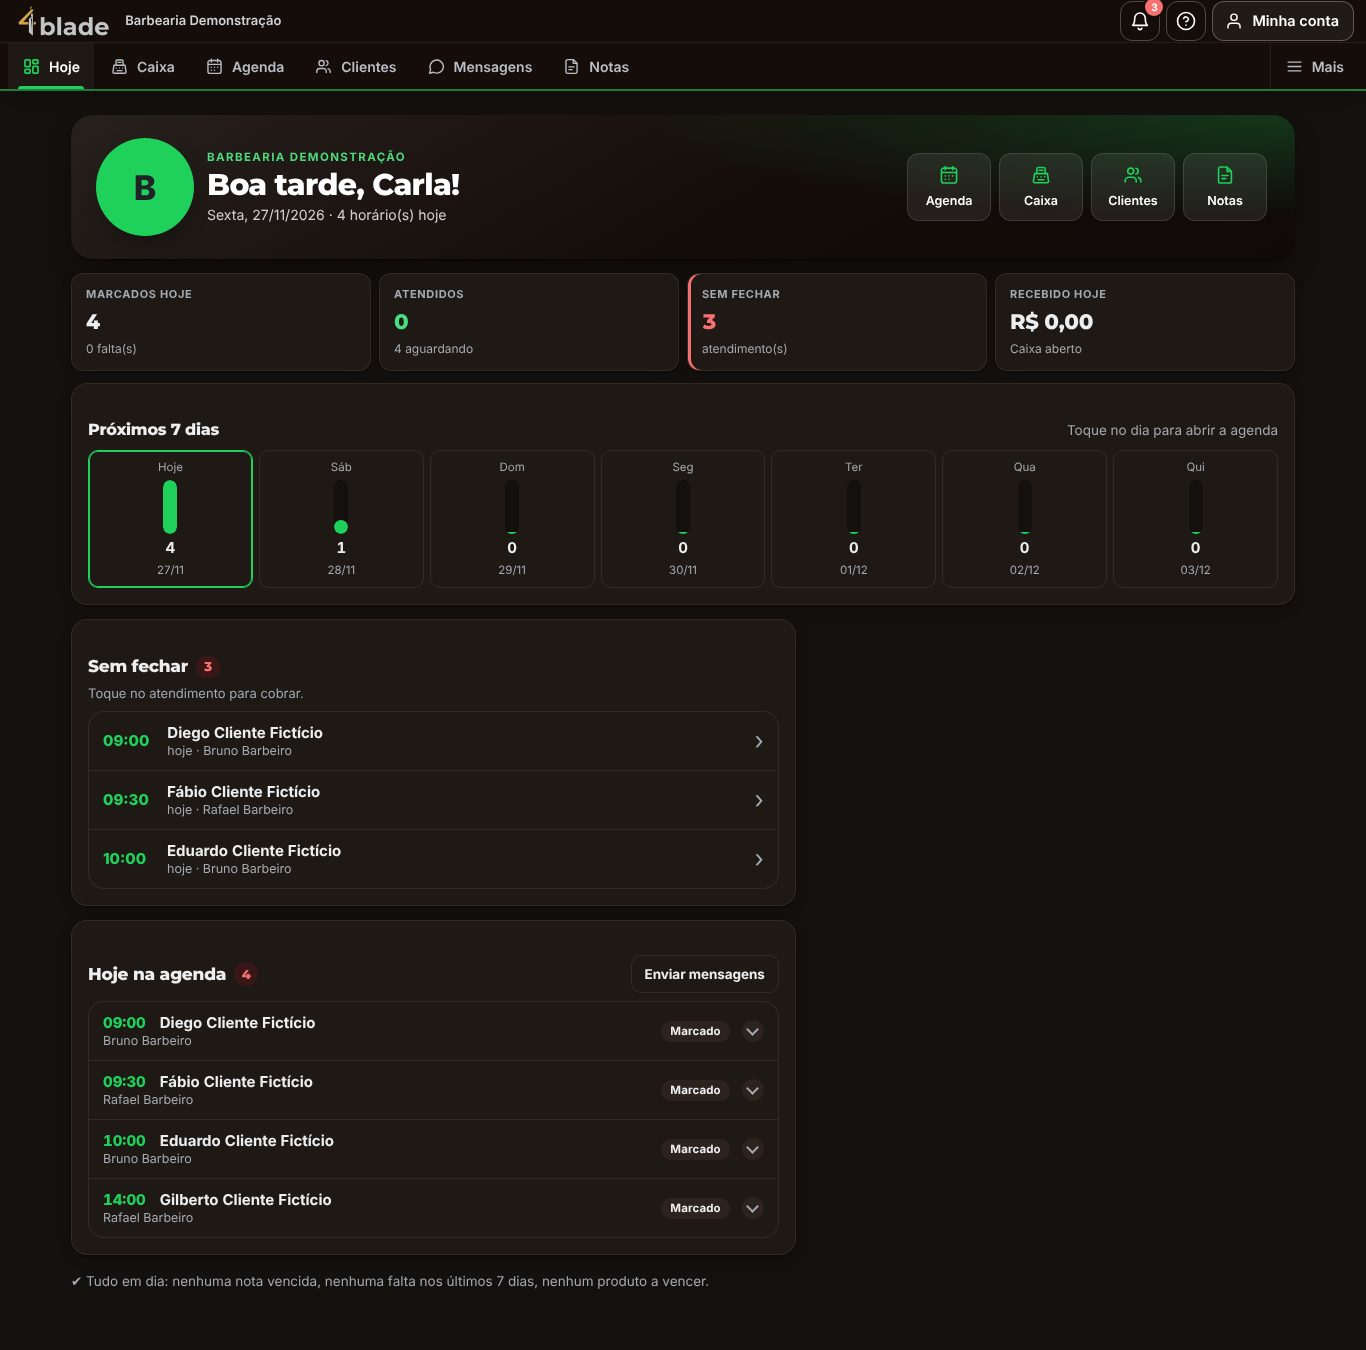 4blade
Barbearia Demonstração
3
Minha conta
Hoje
Caixa
Agenda
Clientes
Mensagens
Notas
Mais
B
BARBEARIA DEMONSTRAÇÃO
Boa tarde, Carla!
Sexta, 27/11/2026 · 4 horário(s) hoje
Agenda
Caixa
Clientes
Notas
MARCADOS HOJE
4
0 falta(s)
ATENDIDOS
0
4 aguardando
SEM FECHAR
3
atendimento(s)
RECEBIDO HOJE
R$ 0,00
Caixa aberto
Próximos 7 dias
Toque no dia para abrir a agenda
Hoje
4
27/11
Sáb
1
28/11
Dom
0
29/11
Seg
0
30/11
Ter
0
01/12
Qua
0
02/12
Qui
0
03/12
Sem fechar 3
Toque no atendimento para cobrar.
09:00 Diego Cliente Fictício
hoje · Bruno Barbeiro
09:30 Fábio Cliente Fictício
hoje · Rafael Barbeiro
10:00 Eduardo Cliente Fictício
hoje · Bruno Barbeiro
Hoje na agenda 4
Enviar mensagens
09:00 Diego Cliente Fictício
Bruno Barbeiro
Marcado
09:30 Fábio Cliente Fictício
Rafael Barbeiro
Marcado
10:00 Eduardo Cliente Fictício
Bruno Barbeiro
Marcado
14:00 Gilberto Cliente Fictício
Rafael Barbeiro
Marcado
✔ Tudo em dia: nenhuma nota vencida, nenhuma falta nos últimos 7 dias, nenhum produto a vencer.